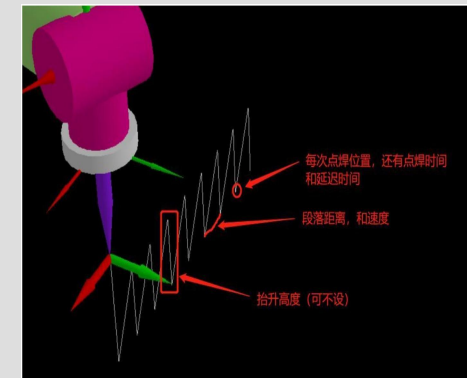 每次点焊位置，还有点焊时间
和延迟时间
段落距离，和速度
抬升高度（可不设）